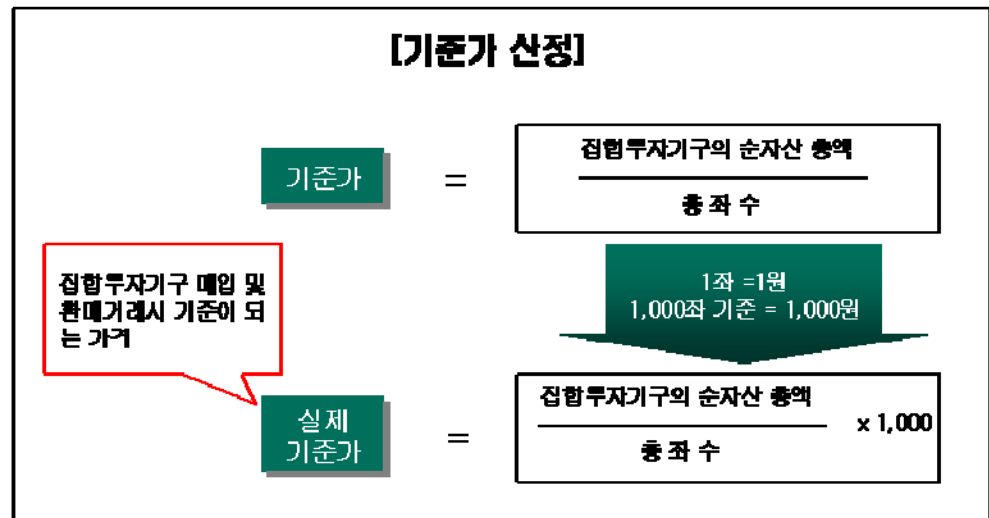 [기준가 산정]
기준가
=
집합투자기구의 순자산 총액
총 좌 수
집합투자기구 매입 및
환매거래시 기준이 되
는 가격
1좌 =1원
1,000좌 기준 = 1,000원
실제
기준가
=
집합투자기구의 순자산 총액
총 좌 수
x 1,000